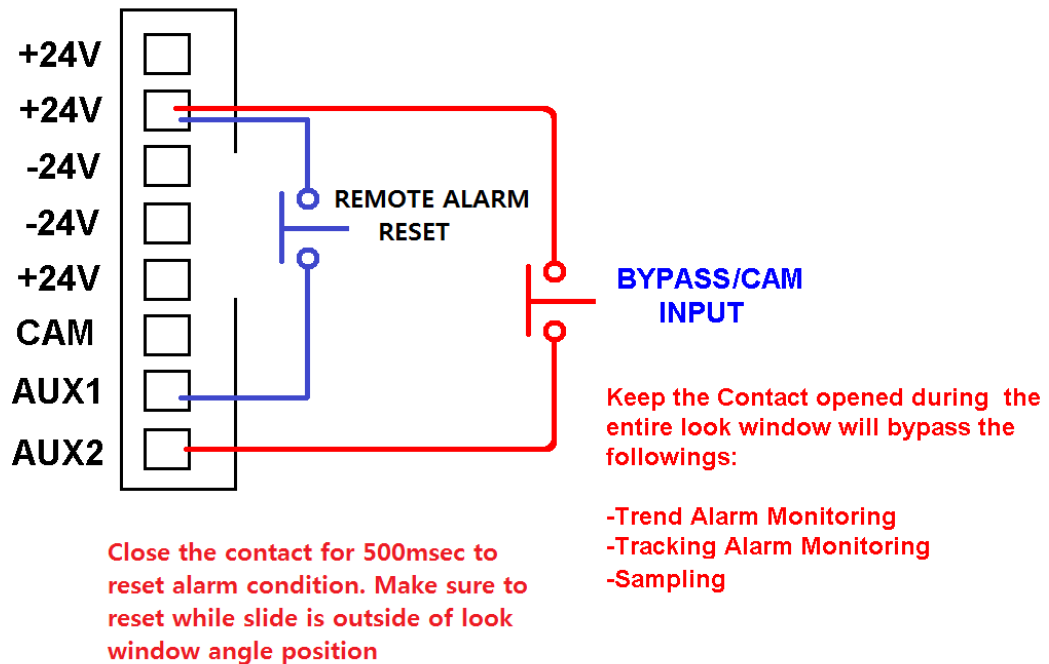 +24V
+24V
-24V
-24V
+24V
CAM
AUX1
AUX2
REMOTE ALARM
RESET
BYPASS/CAM
INPUT
Keep the Contact opened during the
entire look window will bypass the
followings:
-Trend Alarm Monitoring
-Tracking Alarm Monitoring
-Sampling
Close the contact for 500msec to
reset alarm condition. Make sure to
reset while slide is outside of look
window angle position